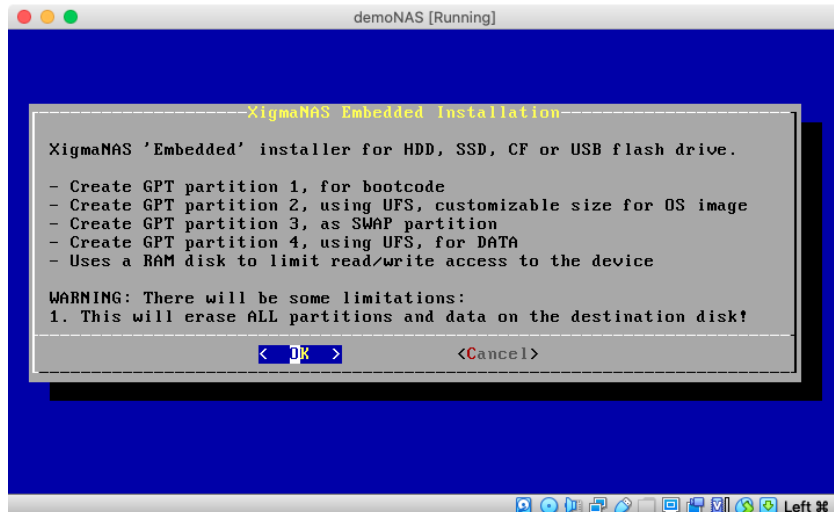 demoNAS [Running]
XigmaNAS Embedded Installation
XigmaNAS 'Embedded' installer for HDD, SSD, CF or USB flash drive.
- Create GPT partition 1, for bootcode
- Create GPT partition 2, using UFS, customizable size for OS image
- Create GPT partition 3, as SWAP partition
- Create GPT partition 4, using UFS, for DATA
- Uses a RAM disk to limit read/write access to the device
WARNING: There will be some limitations:
1. This will erase ALL partitions and data on the destination disk!
< OK > <Cancel>
Left ⌘